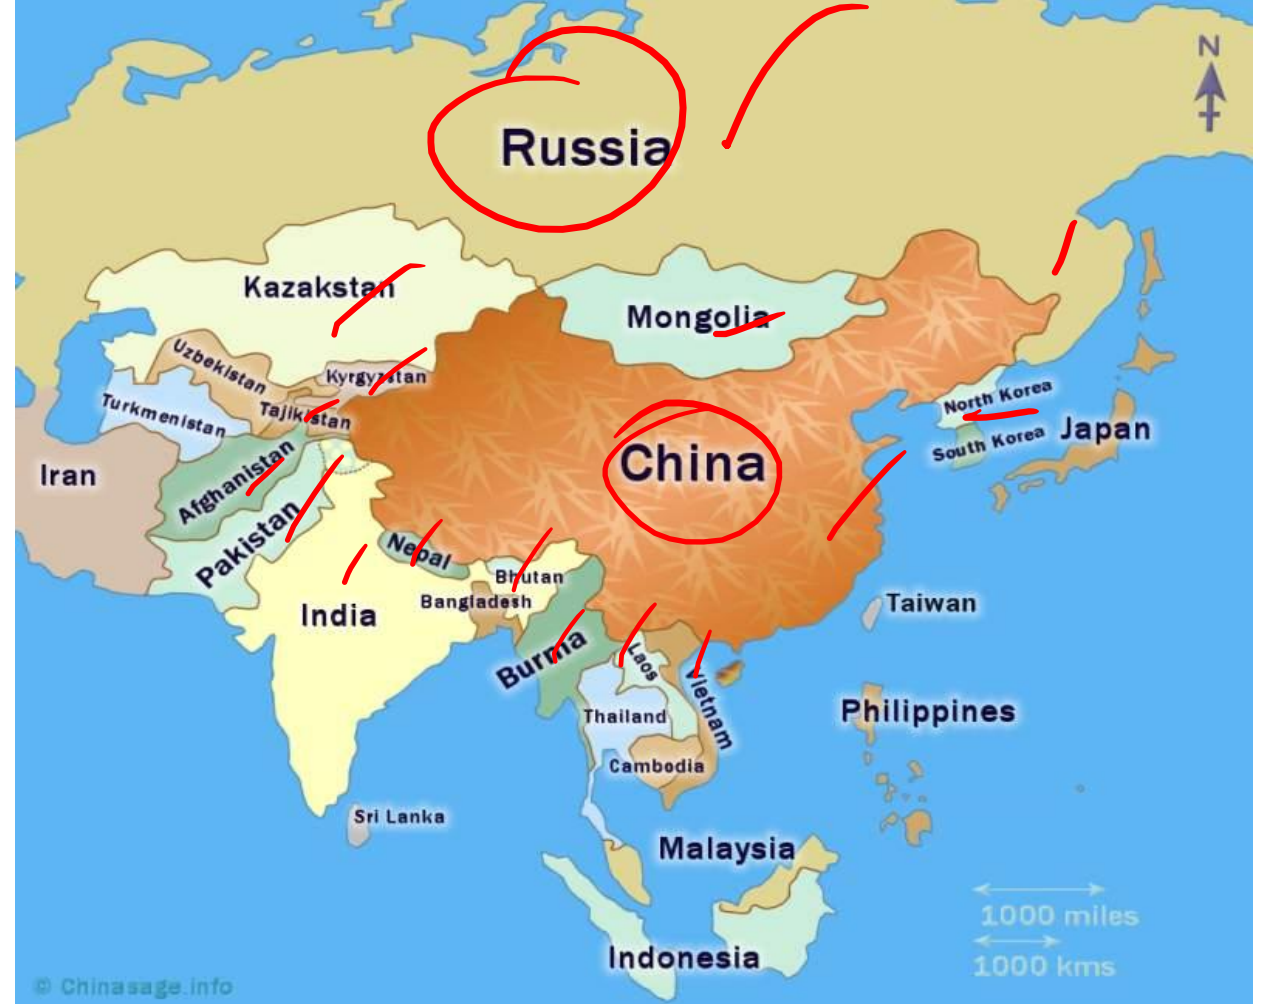 N
Russia
Kazakstan
Mongolia
Uzbekistan
Kyrgyzstan
Turkmenistan
Tajikistan
North Korea
South Korea
Japan
Iran
Afghanistan
China
Pakistan
Nepal
Bhutan
India
Bangladesh
Taiwan
Burma
Laos
Vietnam
Thailand
Philippines
Cambodia
Sri Lanka
Malaysia
1000 miles
Indonesia
1000 kms
© Chinasage.info